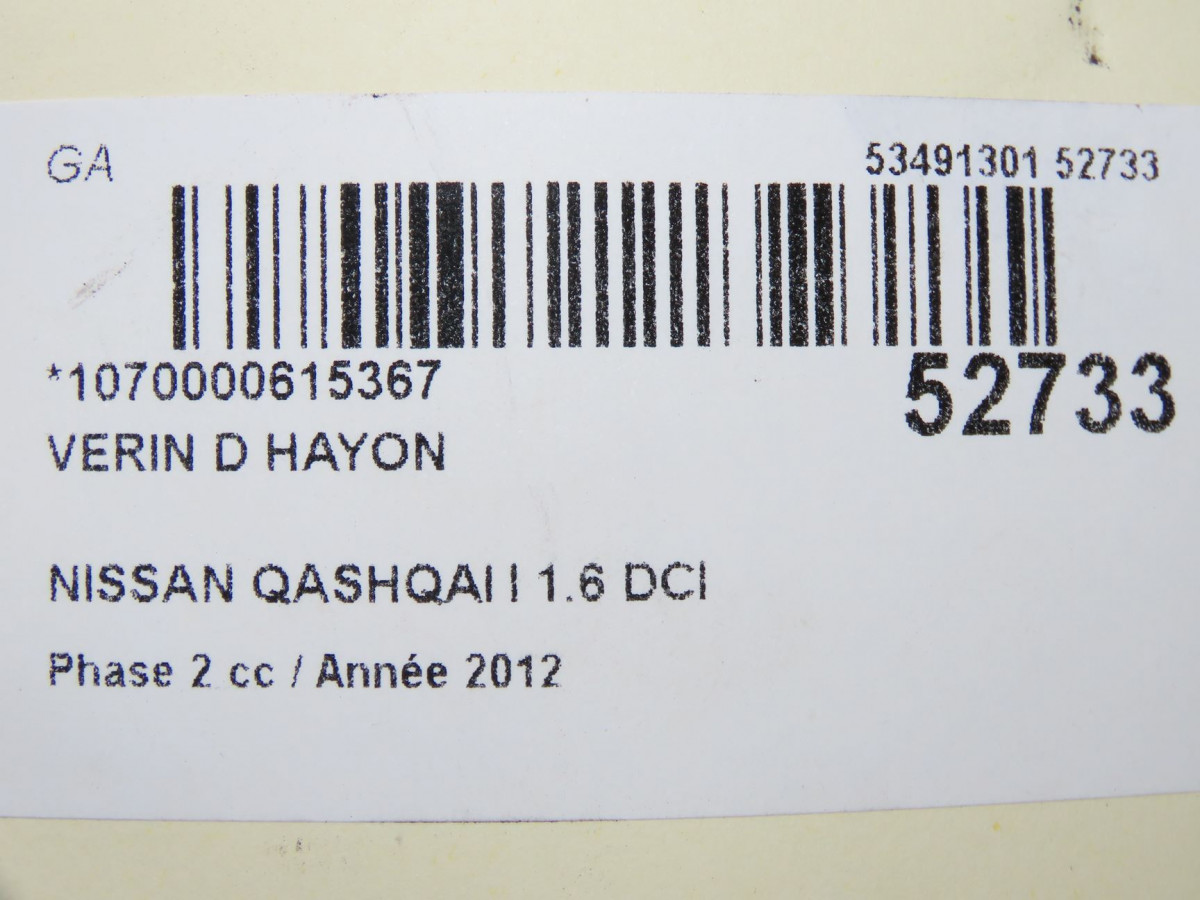 GA
53491301 52733
*1070000615367
52733
VERIN D HAYON
NISSAN QASHQAI I 1.6 DCI
Phase 2 cc / Année 2012